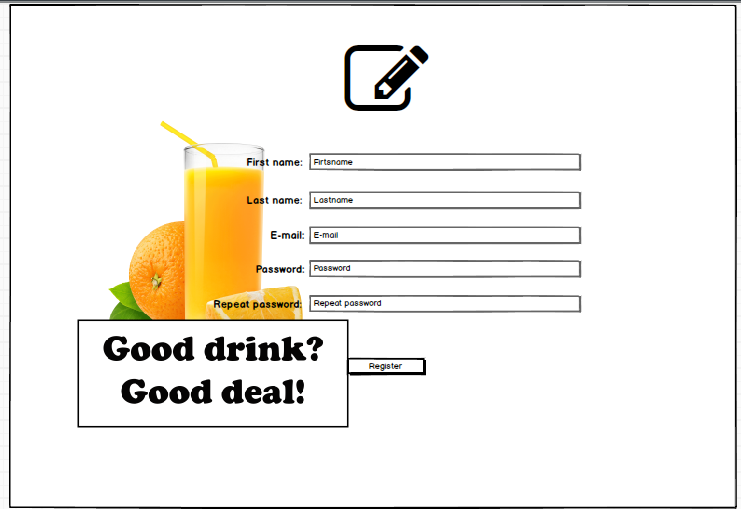 First name: Firtsname
Last name: Lastname
E-mail: E-mail
Password: Password
Repeat password: Repeat password
Good drink?
Good deal!
Register